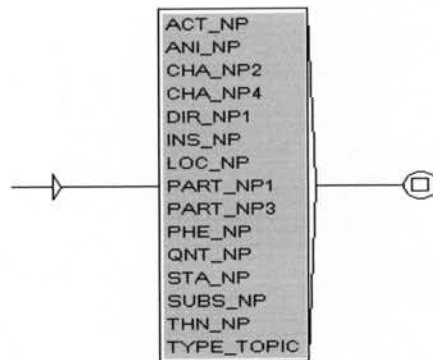 ACT_NP
ANI_NP
CHA_NP2
CHA_NP4
DIR_NP1
INS_NP
LOC_NP
PART_NP1
PART_NP3
PHE_NP
QNT_NP
STA_NP
SUBS_NP
THN_NP
TYPE_TOPIC